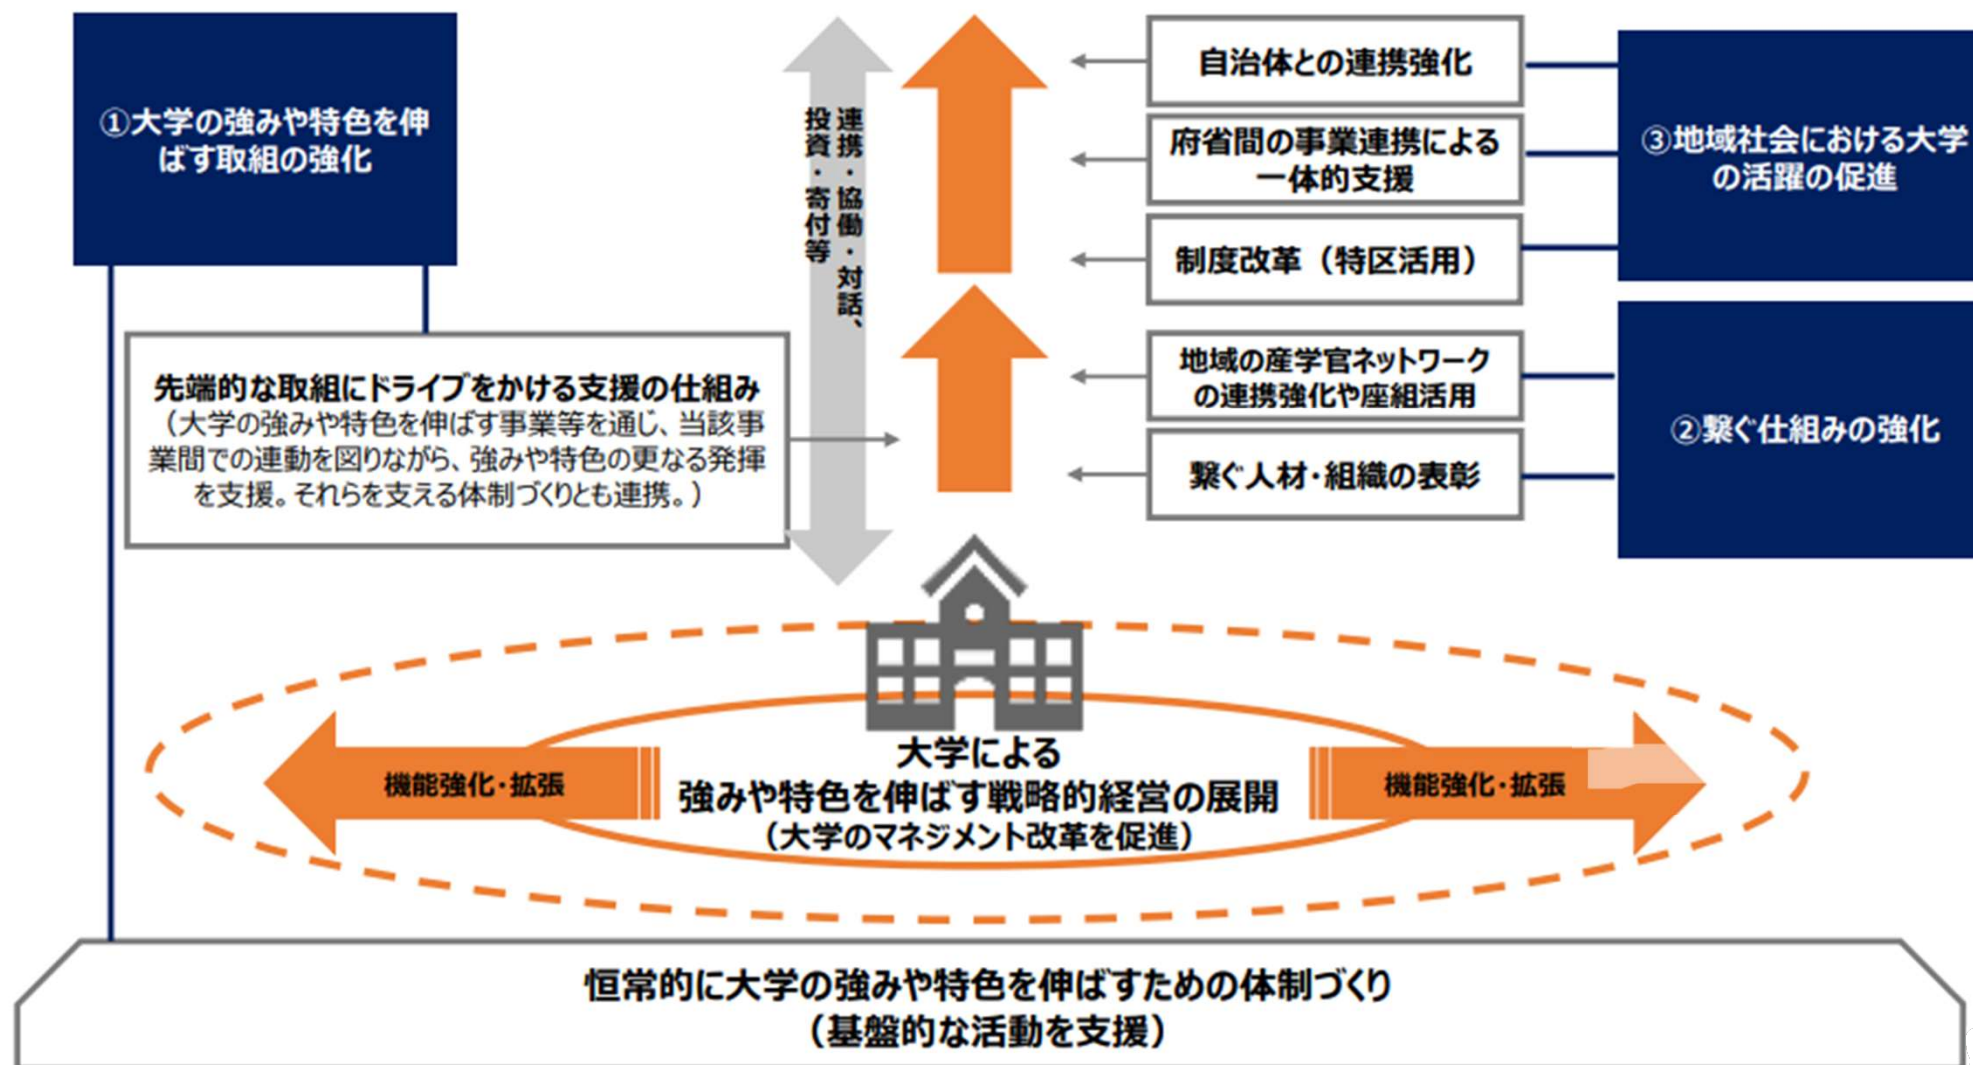 ①大学の強みや特色を伸
ばす取組の強化
先端的な取組にドライブをかける支援の仕組み
（大学の強みや特色を伸ばす事業等を通じ、当該事
業間での連動を図りながら、強みや特色の更なる発揮
を支援。それらを支える体制づくりとも連携。）
連携・協働・対話、
投資・寄付等
自治体との連携強化
府省間の事業連携による
一体的支援
制度改革（特区活用）
地域の産学官ネットワーク
の連携強化や座組活用
繋ぐ人材・組織の表彰
③地域社会における大学
の活躍の促進
②繋ぐ仕組みの強化
機能強化・拡張
大学による
強みや特色を伸ばす戦略的経営の展開
（大学のマネジメント改革を促進）
機能強化・拡張
恒常的に大学の強みや特色を伸ばすための体制づくり
（基盤的な活動を支援）